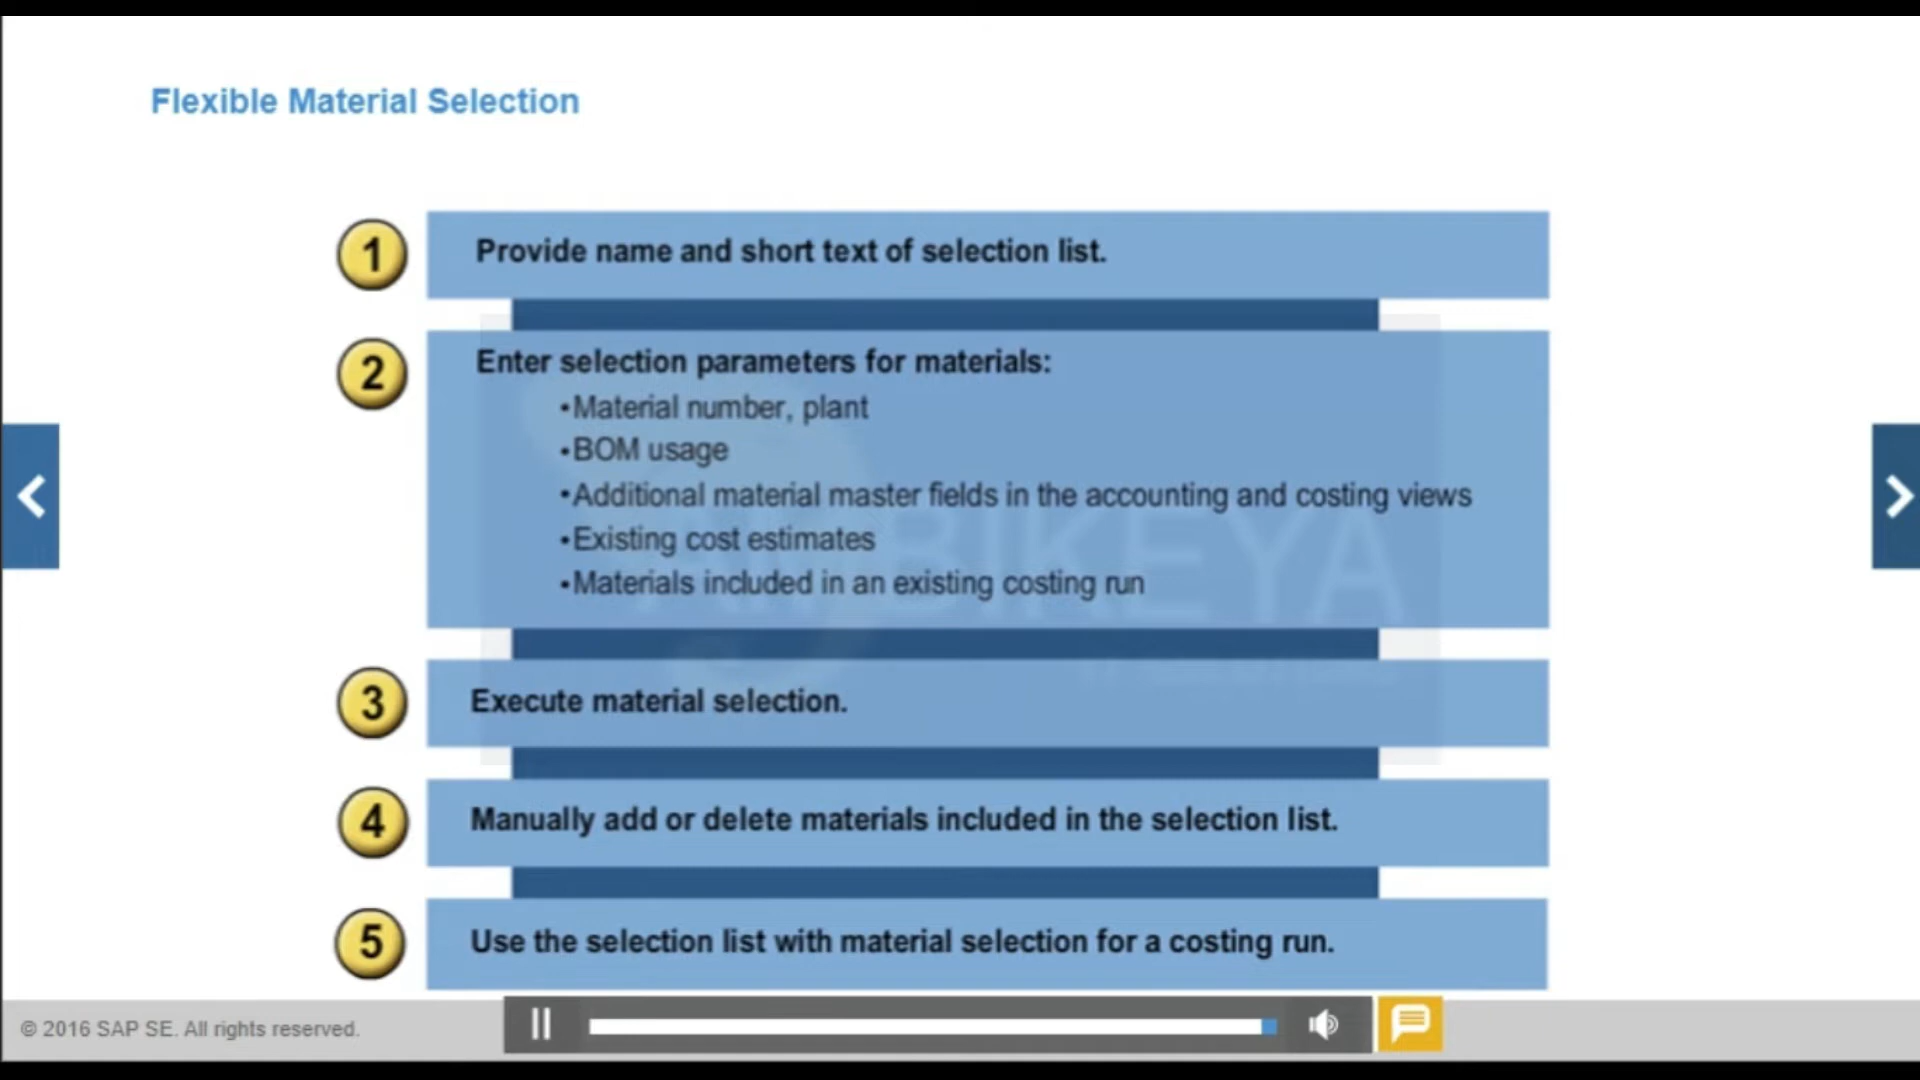 Flexible Material Selection
1
Provide name and short text of selection list.
2
Enter selection parameters for materials:
•Material number, plant
•BOM usage
•Additional material master fields in the accounting and costing views
•Existing cost estimates
•Materials included in an existing costing run
3
Execute material selection.
4
Manually add or delete materials included in the selection list.
5
Use the selection list with material selection for a costing run.
© 2016 SAP SE. All rights reserved.